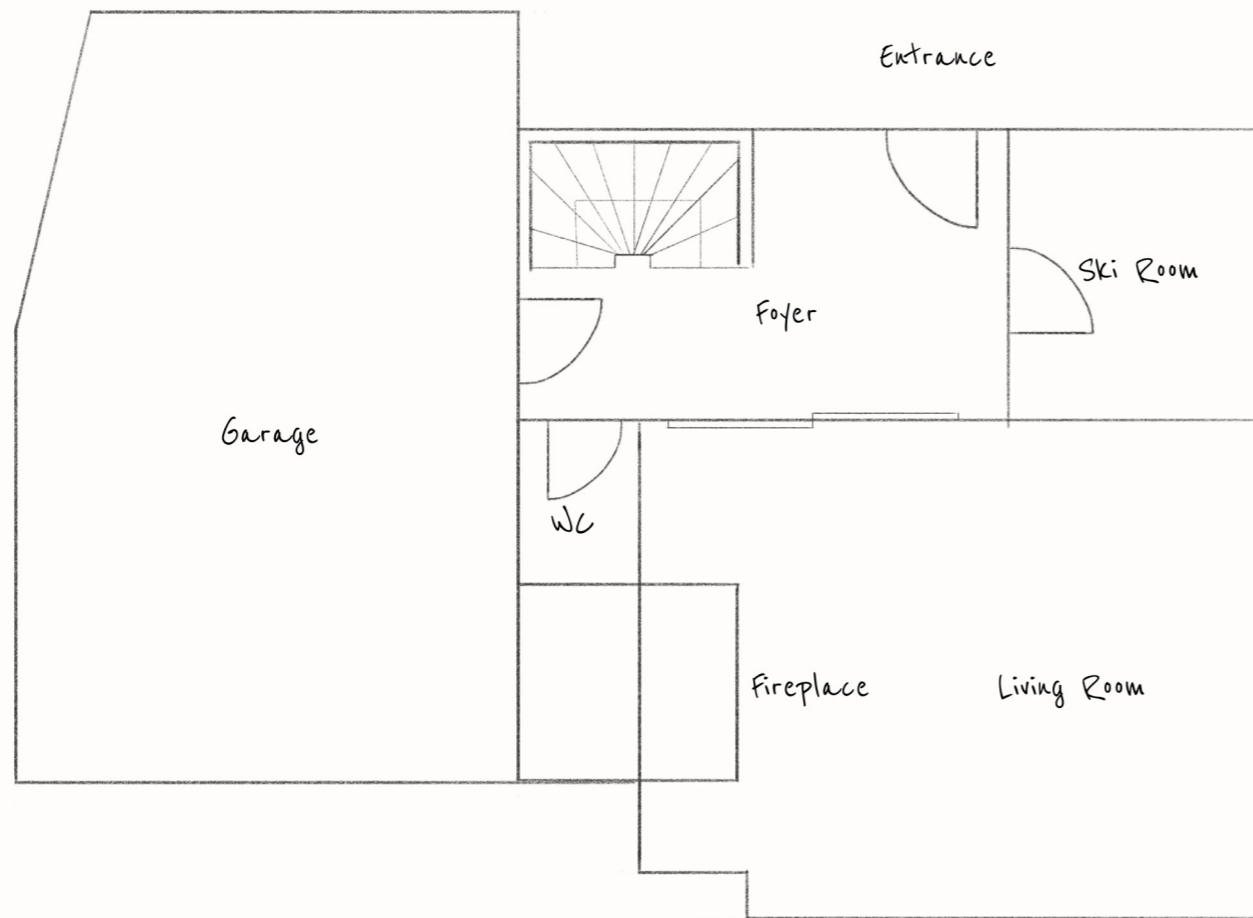 Entrance
Ski Room
Foyer
Garage
WC
Fireplace
Living Room